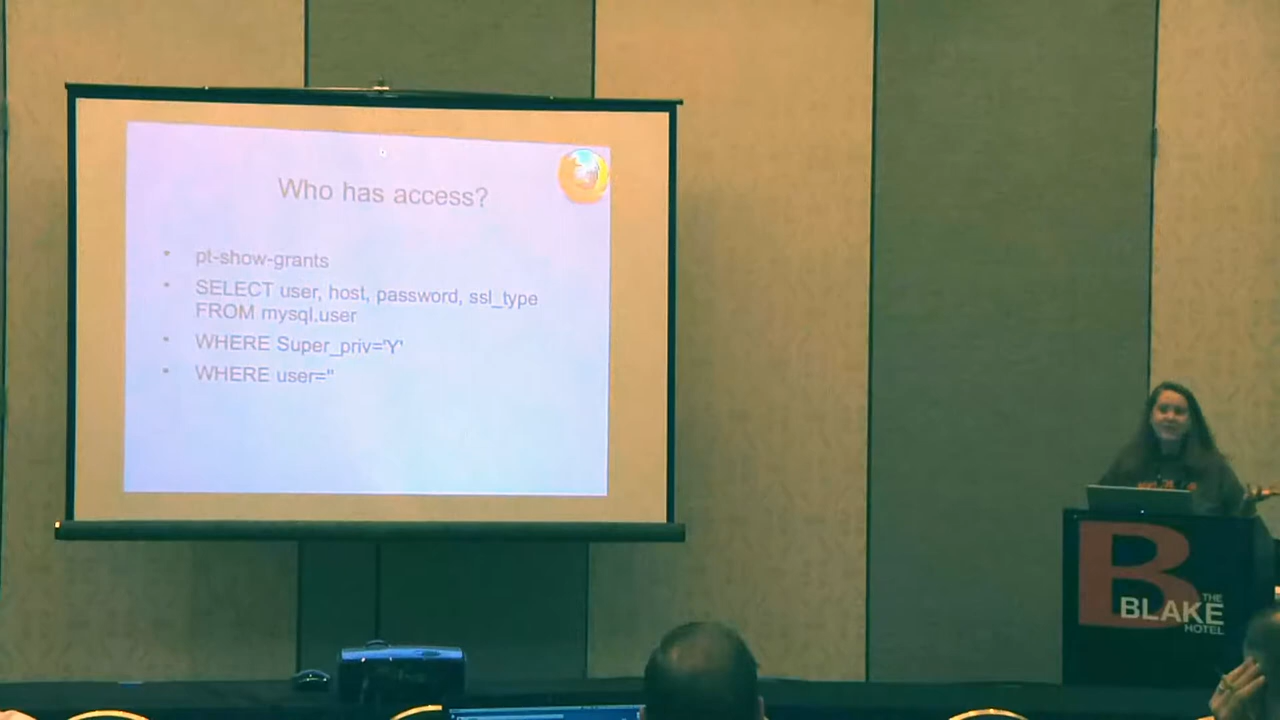 Who has access?
• pt-show-grants
• SELECT user, host, password, ssl_type
FROM mysql.user
• WHERE Super_priv='Y'
• WHERE user=''
B
THE
BLAKE
HOTEL